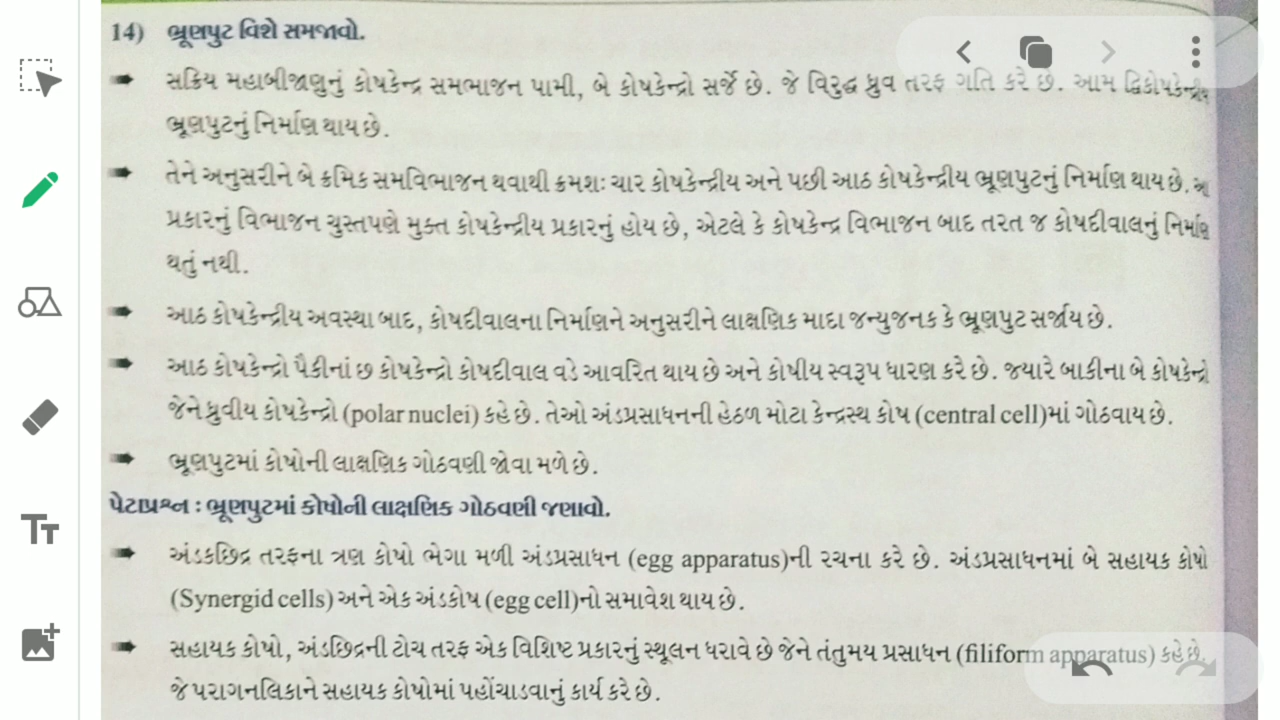 14) ભ્રૂણપુટ વિશે સમજાવો.
➠ સક્રિય મહાબીજાણુનું કોષકેન્દ્ર સમભાજન પામી, બે કોષકેન્દ્રો સર્જે છે. જે વિરુદ્ધ ધ્રુવ તરફ ગતિ કરે છે. આમ દ્વિકોષકેન્દ્રીય
ભ્રૂણપુટનું નિર્માણ થાય છે.
➠ તેને અનુસરીને બે ક્રમિક સમવિભાજન થવાથી ક્રમશઃ ચાર કોષકેન્દ્રીય અને પછી આઠ કોષકેન્દ્રીય ભ્રૂણપુટનું નિર્માણ થાય છે. આ
પ્રકારનું વિભાજન ચુસ્તપણે મુક્ત કોષકેન્દ્રીય પ્રકારનું હોય છે, એટલે કે કોષકેન્દ્ર વિભાજન બાદ તરત જ કોષદીવાલનું નિર્માણ
થતું નથી.
➠ આઠ કોષકેન્દ્રીય અવસ્થા બાદ, કોષદીવાલના નિર્માણને અનુસરીને લાક્ષણિક માદા જન્યુજનક કે ભ્રૂણપુટ સર્જાય છે.
➠ આઠ કોષકેન્દ્રો પૈકીનાં છ કોષકેન્દ્રો કોષદીવાલ વડે આવરિત થાય છે અને કોષીય સ્વરૂપ ધારણ કરે છે. જ્યારે બાકીના બે કોષકેન્દ્રો
જેને ધ્રુવીય કોષકેન્દ્રો (polar nuclei) કહે છે. તેઓ અંડપ્રસાધનની હેઠળ મોટા કેન્દ્રસ્થ કોષ (central cell)માં ગોઠવાય છે.
➠ ભ્રૂણપુટમાં કોષોની લાક્ષણિક ગોઠવણી જોવા મળે છે.
પેટાપ્રશ્ન : ભ્રૂણપુટમાં કોષોની લાક્ષણિક ગોઠવણી જણાવો.
➠ અંડકછિદ્ર તરફના ત્રણ કોષો ભેગા મળી અંડપ્રસાધન (egg apparatus)ની રચના કરે છે. અંડપ્રસાધનમાં બે સહાયક કોષો
(Synergid cells) અને એક અંડકોષ (egg cell)નો સમાવેશ થાય છે.
➠ સહાયક કોષો, અંડછિદ્રની ટોચ તરફ એક વિશિષ્ટ પ્રકારનું સ્થૂલન ધરાવે છે જેને તંતુમય પ્રસાધન (filiform apparatus) કહે છે.
જે પરાગનલિકાને સહાયક કોષોમાં પહોંચાડવાનું કાર્ય કરે છે.